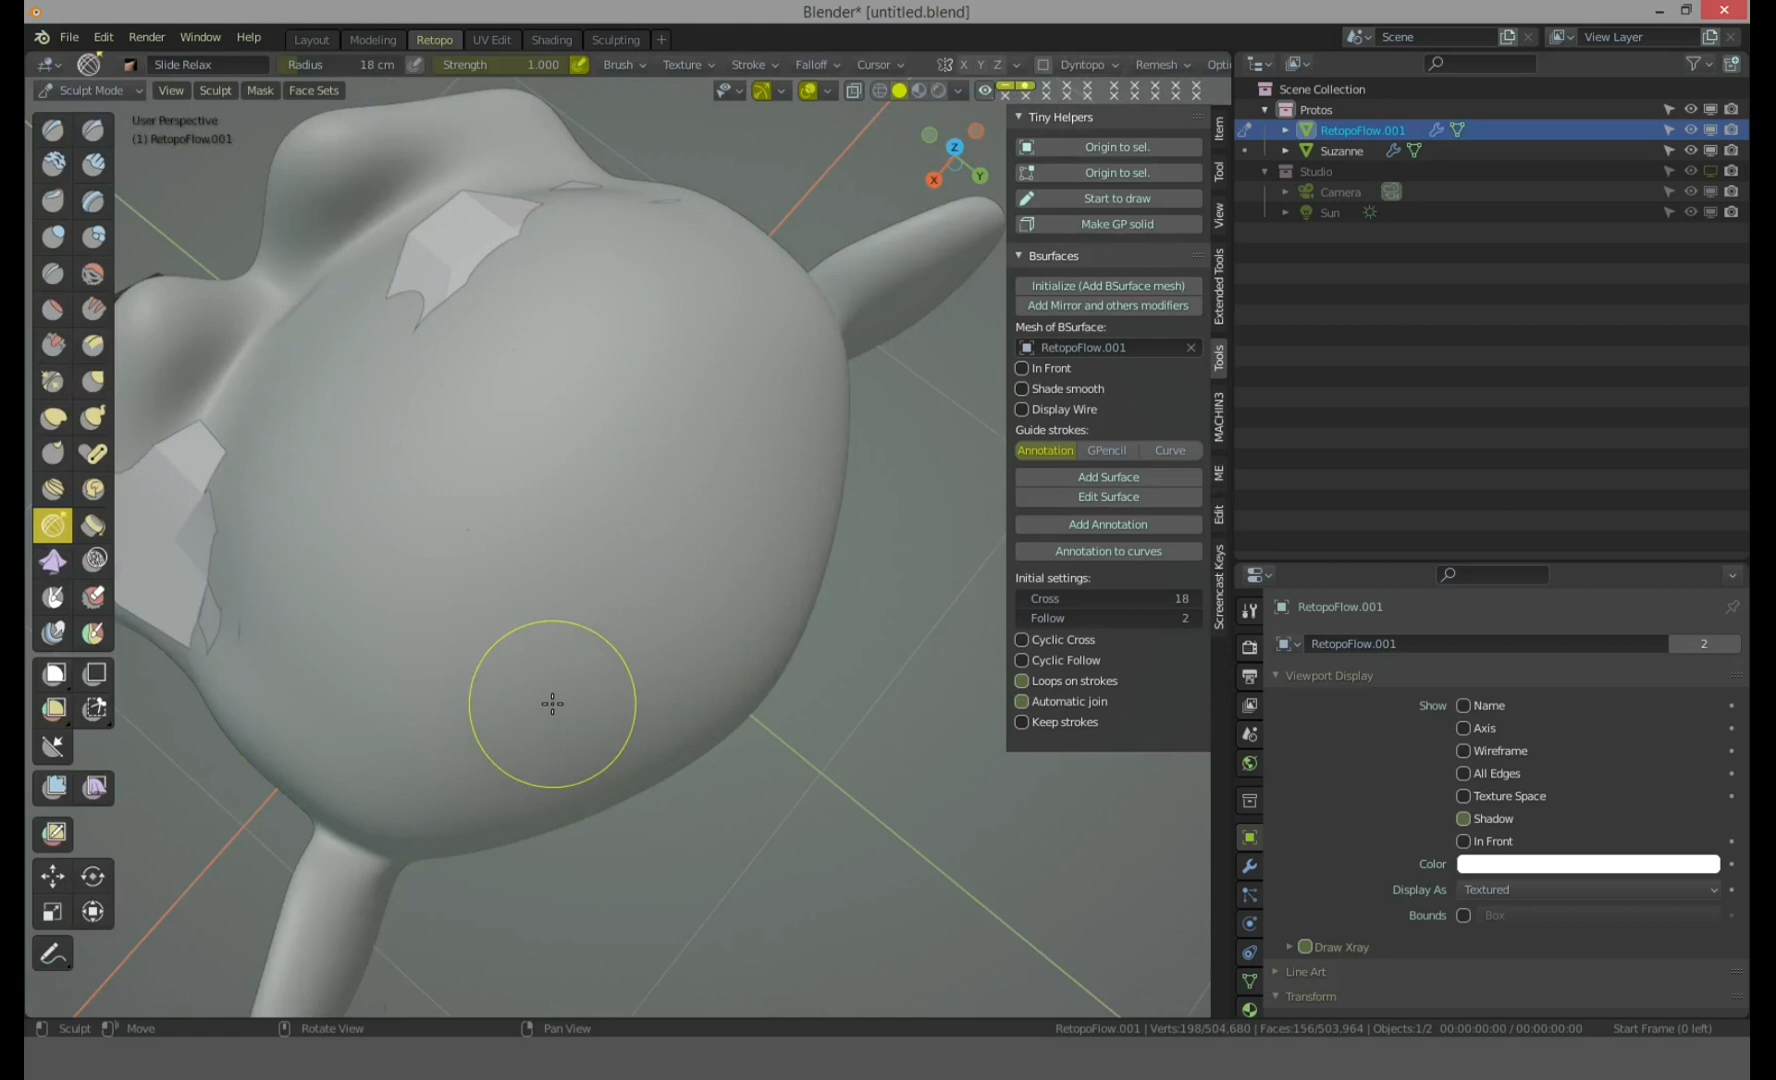 Blender* [untitled.blend]
File Edit Render Window Help Layout Modeling Retopo UV Edit Shading Sculpting + Scene View Layer
Slide Relax Radius 18 cm Strength 1.000 Brush Texture Stroke Falloff Cursor X Y Z Dyntopo Remesh Opti
Sculpt Mode View Sculpt Mask Face Sets
User Perspective
(1) RetopoFlow.001
Z
X
Y
Tiny Helpers
Origin to sel.
Origin to sel.
Start to draw
Make GP solid
Bsurfaces
Initialize (Add BSurface mesh)
Add Mirror and others modifiers
Mesh of BSurface:
RetopoFlow.001
In Front
Shade smooth
Display Wire
Guide strokes:
Annotation GPencil Curve
Add Surface
Edit Surface
Add Annotation
Annotation to curves
Initial settings:
Cross 18
Follow 2
Cyclic Cross
Cyclic Follow
Loops on strokes
Automatic join
Keep strokes
Item
Tool
View
Extended Tools
Tools
MACHIN3
ME
Edit
Screencast Keys
Scene Collection
Protos
RetopoFlow.001
Suzanne
Studio
Camera
Sun
RetopoFlow.001
RetopoFlow.001 2
Viewport Display
Show Name
Axis
Wireframe
All Edges
Texture Space
Shadow
In Front
Color
Display As Textured
Bounds Box
Draw Xray
Line Art
Transform
Sculpt Move Rotate View Pan View RetopoFlow.001 | Verts:198/504,680 | Faces:156/503,964 | Objects:1/2 00:00:00:00 / 00:00:00:00 Start Frame (0 left)